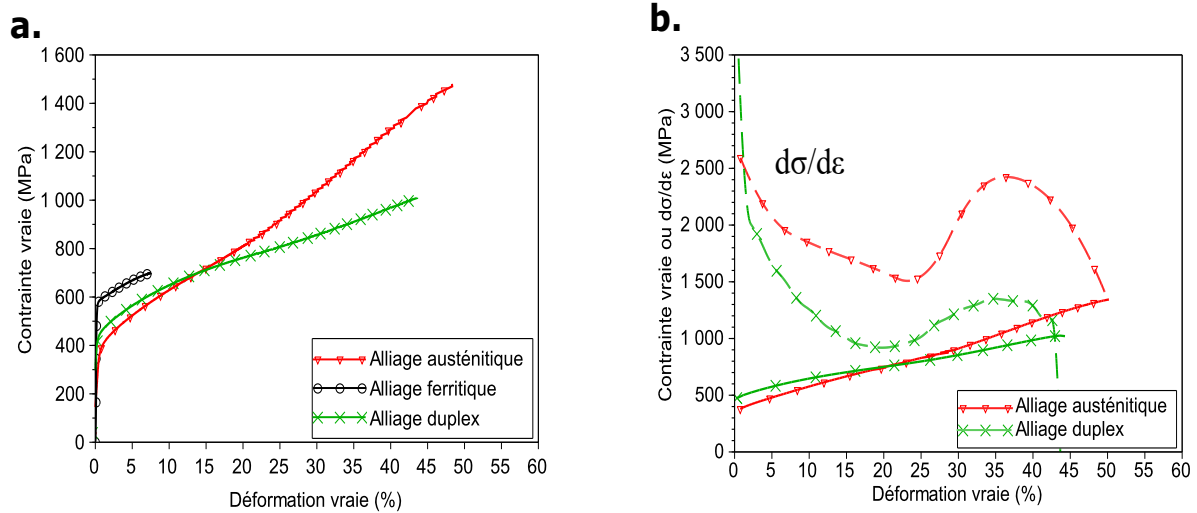 a.
Contrainte vraie (MPa)
1 600
1 400
1 200
1 000
800
600
400
200
0
0 5 10 15 20 25 30 35 40 45 50 55 60
Déformation vraie (%)
Alliage austénitique
Alliage ferritique
Alliage duplex
b.
Contrainte vraie ou dσ/dε (MPa)
3 500
3 000
2 500
2 000
1 500
1 000
500
0
dσ/dε
0 5 10 15 20 25 30 35 40 45 50 55 60
Déformation vraie (%)
Alliage austénitique
Alliage duplex